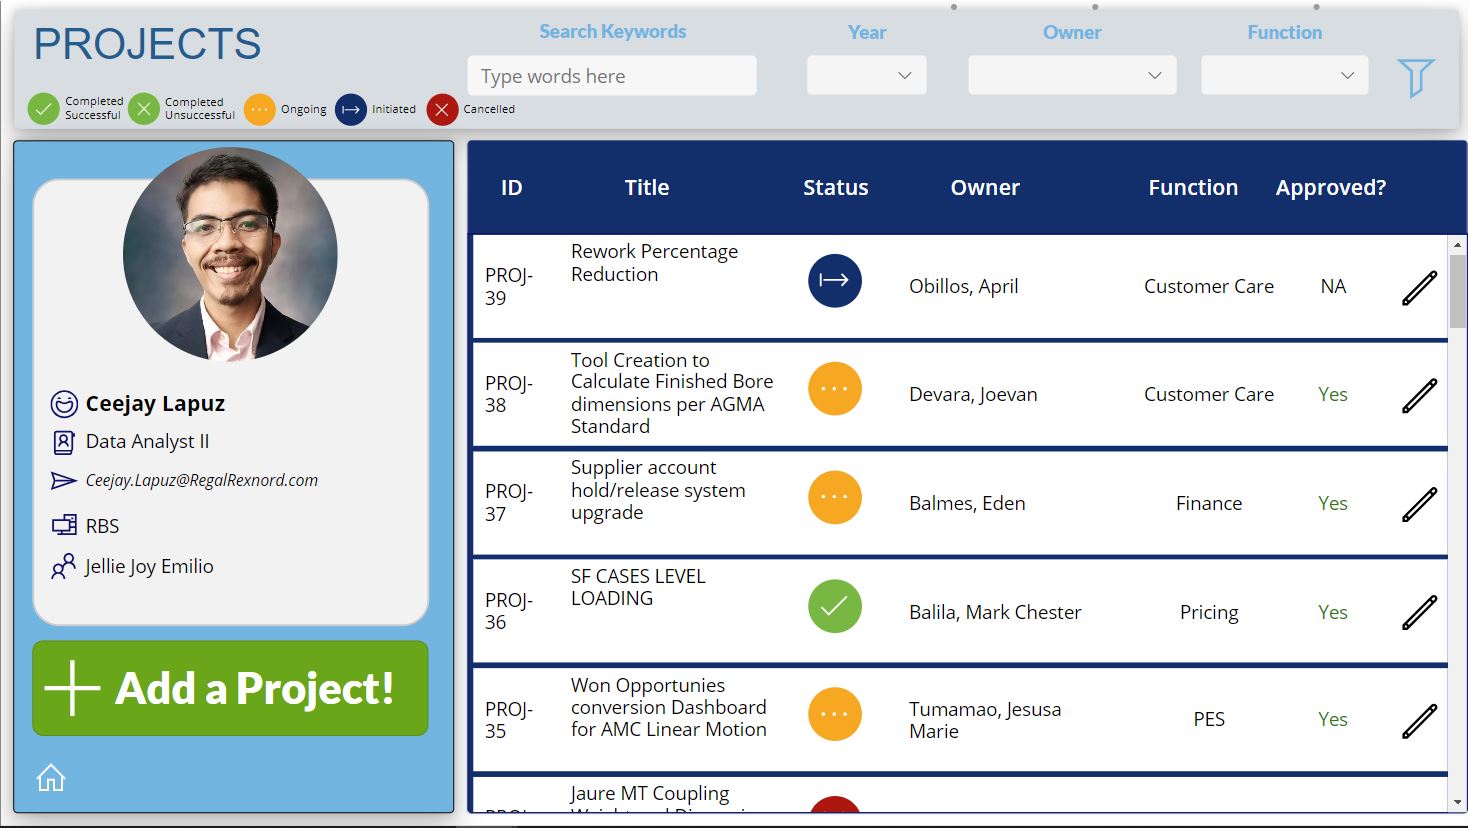 PROJECTS
Search Keywords
Year
Owner
Function
Type words here
Completed
Successful
Completed
Unsuccessful
Ongoing
Initiated
Cancelled
Ceejay Lapuz
Data Analyst II
Ceejay.Lapuz@RegalRexnord.com
RBS
Jellie Joy Emilio
Add a Project!
ID Title Status Owner Function Approved?
PROJ-
39
Rework Percentage
Reduction
Obillos, April
Customer Care
NA
PROJ-
38
Tool Creation to
Calculate Finished Bore
dimensions per AGMA
Standard
Devara, Joevan
Customer Care
Yes
PROJ-
37
Supplier account
hold/release system
upgrade
Balmes, Eden
Finance
Yes
PROJ-
36
SF CASES LEVEL
LOADING
Balila, Mark Chester
Pricing
Yes
PROJ-
35
Won Opportunies
conversion Dashboard
for AMC Linear Motion
Tumamao, Jesusa
Marie
PES
Yes
Jaure MT Coupling